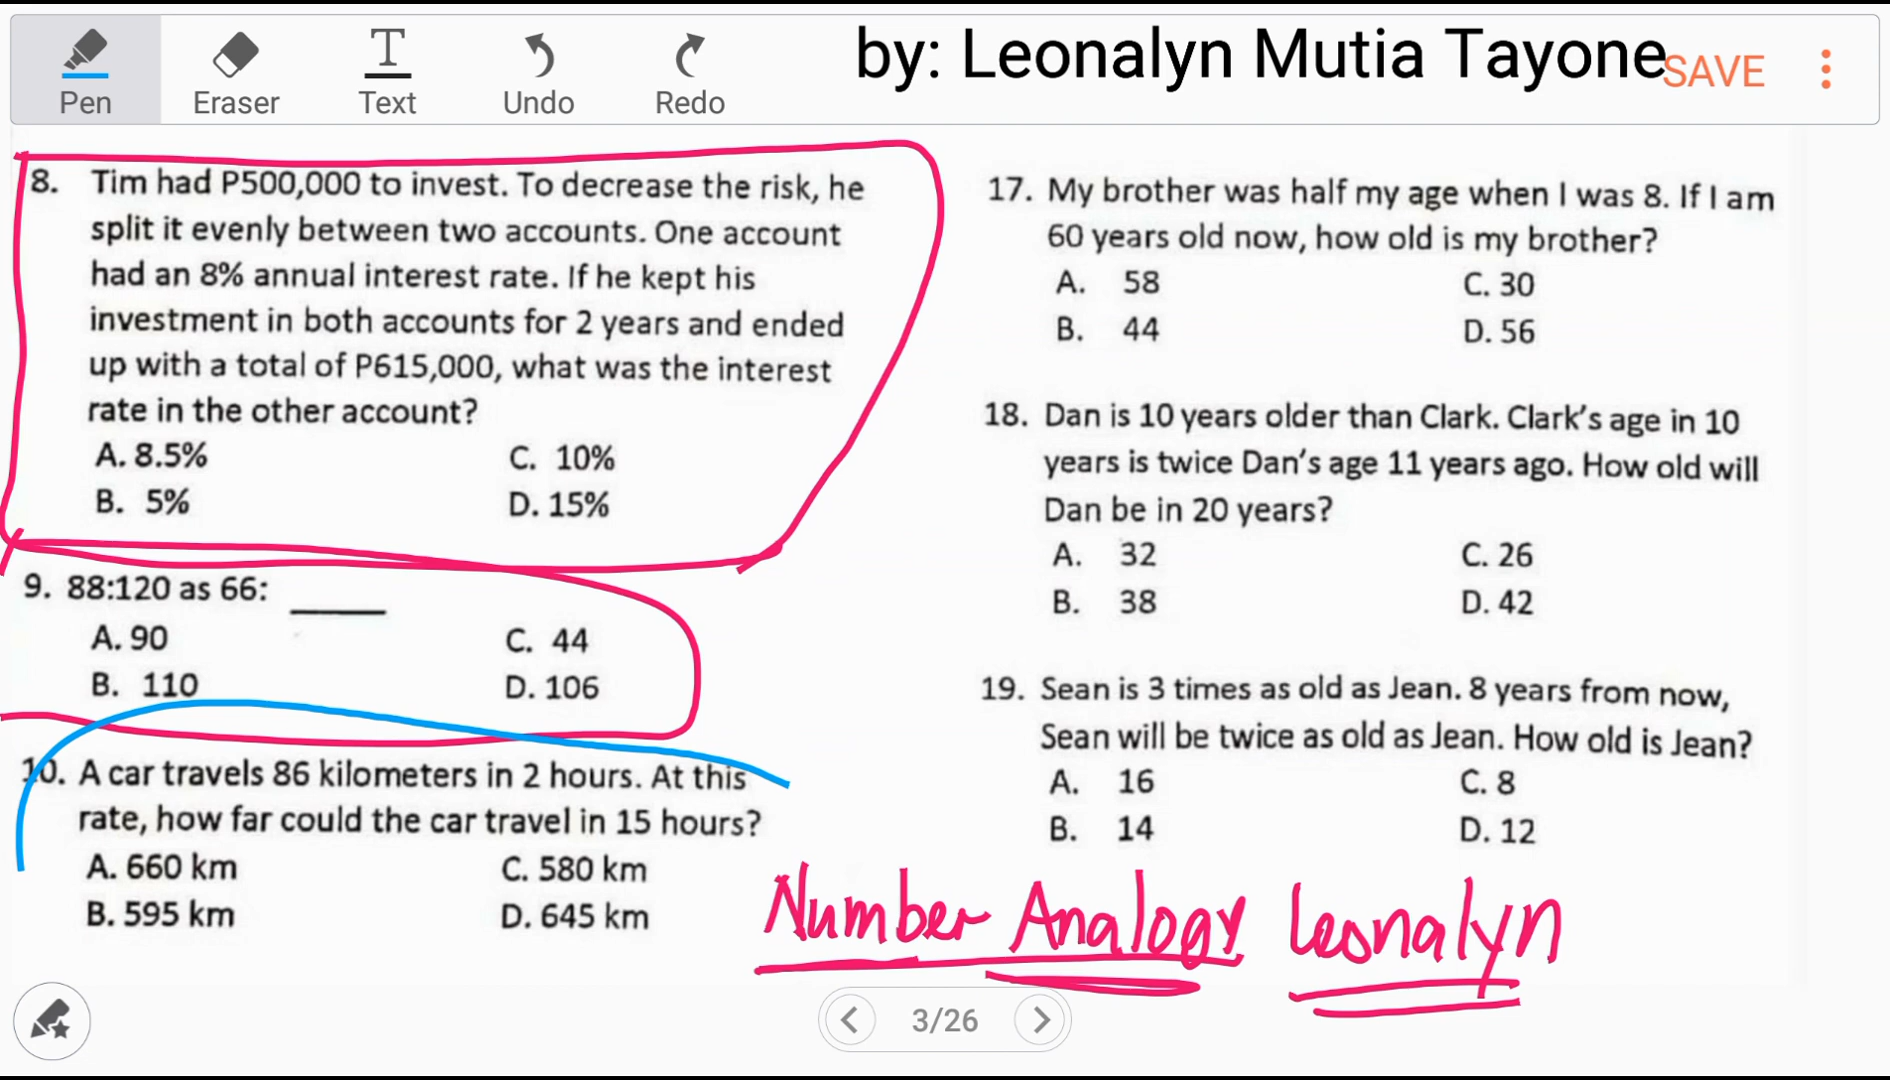 Pen
Eraser
T
Text
Undo
Redo
by: Leonalyn Mutia Tayone
SAVE
8. Tim had P500,000 to invest. To decrease the risk, he
split it evenly between two accounts. One account
had an 8% annual interest rate. If he kept his
investment in both accounts for 2 years and ended
up with a total of P615,000, what was the interest
rate in the other account?
A. 8.5% C. 10%
B. 5% D. 15%
9. 88:120 as 66: ____
A. 90 C. 44
B. 110 D. 106
10. A car travels 86 kilometers in 2 hours. At this
rate, how far could the car travel in 15 hours?
A. 660 km C. 580 km
B. 595 km D. 645 km
17. My brother was half my age when I was 8. If I am
60 years old now, how old is my brother?
A. 58 C. 30
B. 44 D. 56
18. Dan is 10 years older than Clark. Clark's age in 10
years is twice Dan's age 11 years ago. How old will
Dan be in 20 years?
A. 32 C. 26
B. 38 D. 42
19. Sean is 3 times as old as Jean. 8 years from now,
Sean will be twice as old as Jean. How old is Jean?
A. 16 C. 8
B. 14 D. 12
Number Analogy Leonalyn
3/26